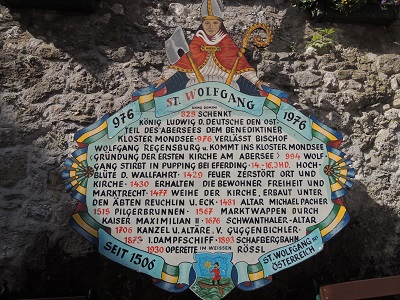 ST. WOLFGANG
976
1976
ANNO DOMINI
829 SCHENKT
KÖNIG LUDWIG D. DEUTSCHE DEN OST-
TEIL DES ABERSEES DEM BENEDIKTINER
KLOSTER MONDSEE · 976 VERLÄSST BISCHOF
WOLFGANG REGENSBURG u. KOMMT INS KLOSTER MONDSEE
(GRÜNDUNG DER ERSTEN KIRCHE AM ABERSEE) 994 WOLF-
GANG STIRBT IN PUPPING BEI EFERDING · 14.-16.JHD. HOCH-
BLÜTE D. WALLFAHRT · 1429 FEUER ZERSTÖRT ORT UND
KIRCHE · 1430 ERHALTEN DIE BEWOHNER FREIHEIT UND
MARKTRECHT · 1477 WEIHE DER KIRCHE, ERBAUT UNTER
DEN ÄBTEN REUCHLIN U. ECK · 1481 ALTAR MICHAEL PACHER
1515 PILGERBRUNNEN · 1567 MARKTWAPPEN DURCH
KAISER MAXIMILIAN II · 1676 SCHWANTHALER-ALTAR
1706 KANZEL U. ALTÄRE V. GUGGENBICHLER
1873 1. DAMPFSCHIFF · 1893 SCHAFBERGBAHN
1930 OPERETTE IM WEISSEN RÖSSL
SEIT 1506
ST. WOLFGANG
ÖSTERREICH